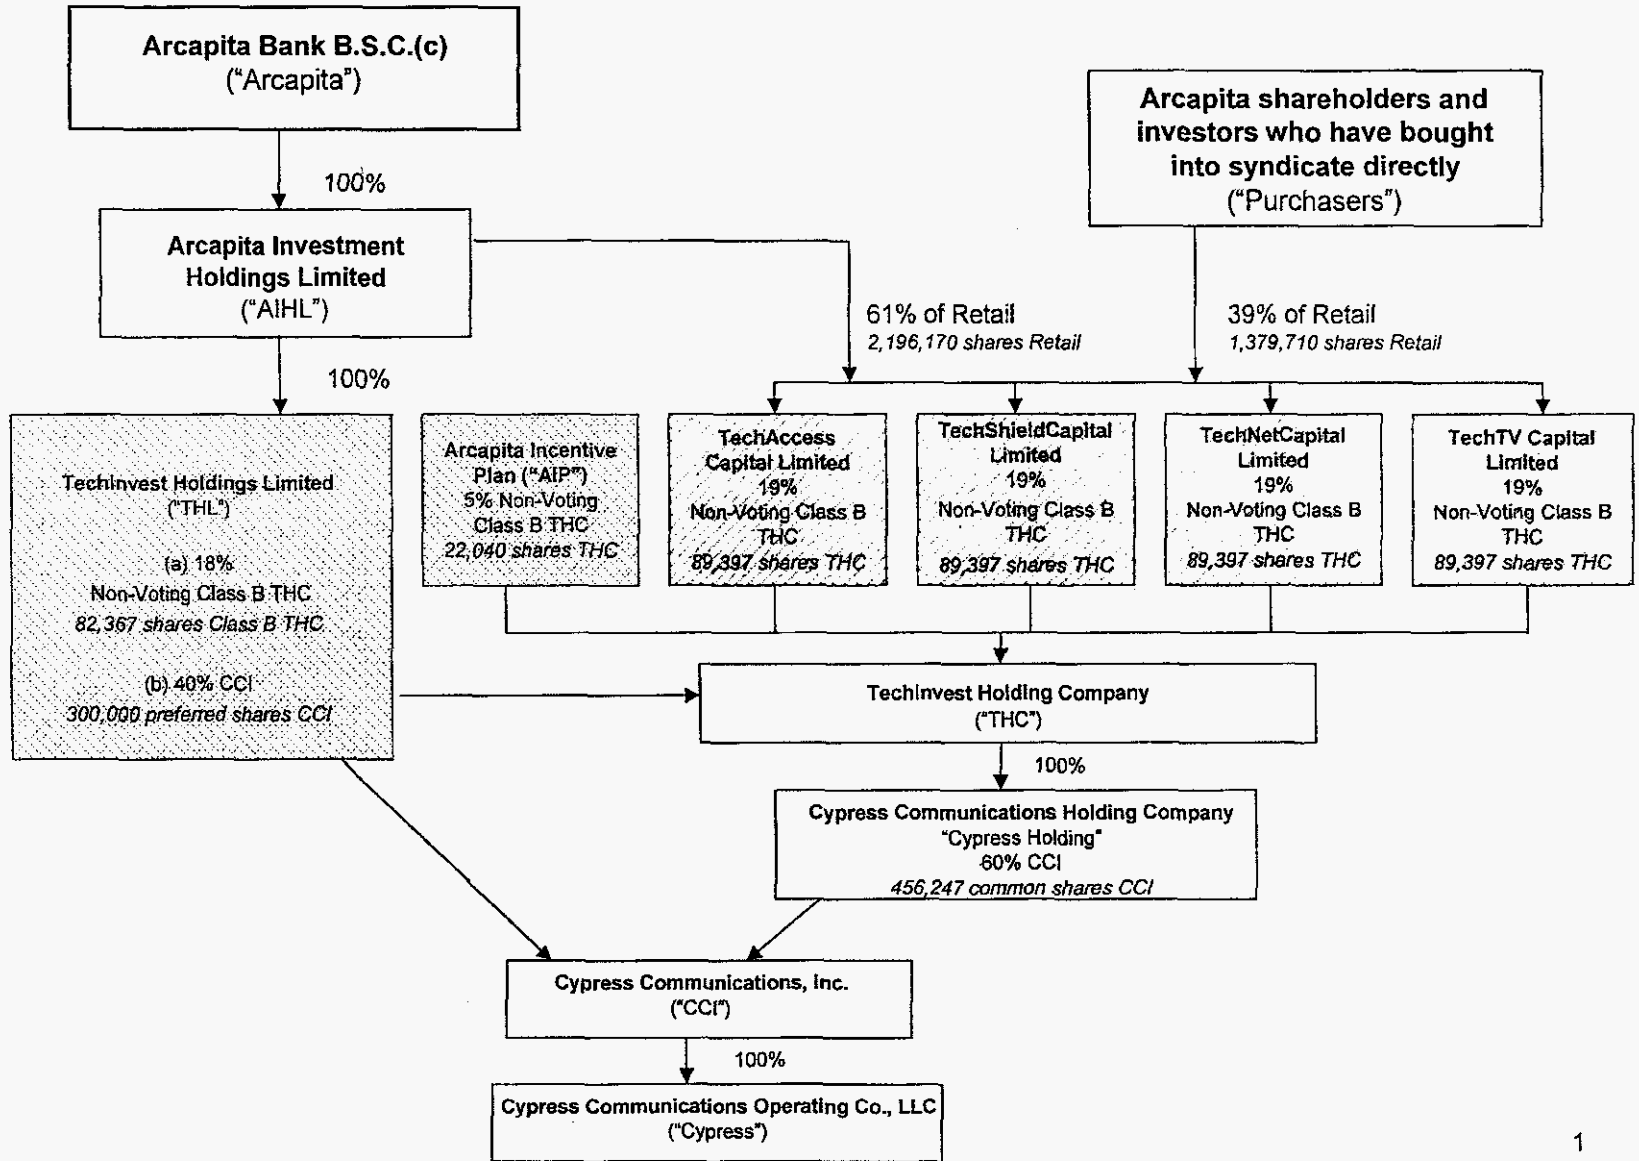 Arcapita Bank B.S.C.(c)
("Arcapita")
Arcapita shareholders and
investors who have bought
into syndicate directly
("Purchasers")
100%
Arcapita Investment
Holdings Limited
("AIHL")
61% of Retail
2,196,170 shares Retail
39% of Retail
1,379,710 shares Retail
100%
TechInvest Holdings Limited
("THL")
(a) 18%
Non-Voting Class B THC
82,367 shares Class B THC
(b) 40% CCI
300,000 preferred shares CCI
Arcapita Incentive
Plan ("AIP")
5% Non-Voting
Class B THC
22,040 shares THC
TechAccess
Capital Limited
19%
Non-Voting Class B
THC
89,397 shares THC
TechShieldCapital
Limited
19%
Non-Voting Class B
THC
89,397 shares THC
TechNetCapital
Limited
19%
Non-Voting Class B
THC
89,397 shares THC
TechTV Capital
Limited
19%
Non-Voting Class B
THC
89,397 shares THC
TechInvest Holding Company
("THC")
100%
Cypress Communications Holding Company
"Cypress Holding"
60% CCI
456,247 common shares CCI
Cypress Communications, Inc.
("CCI")
100%
Cypress Communications Operating Co., LLC
("Cypress")
1